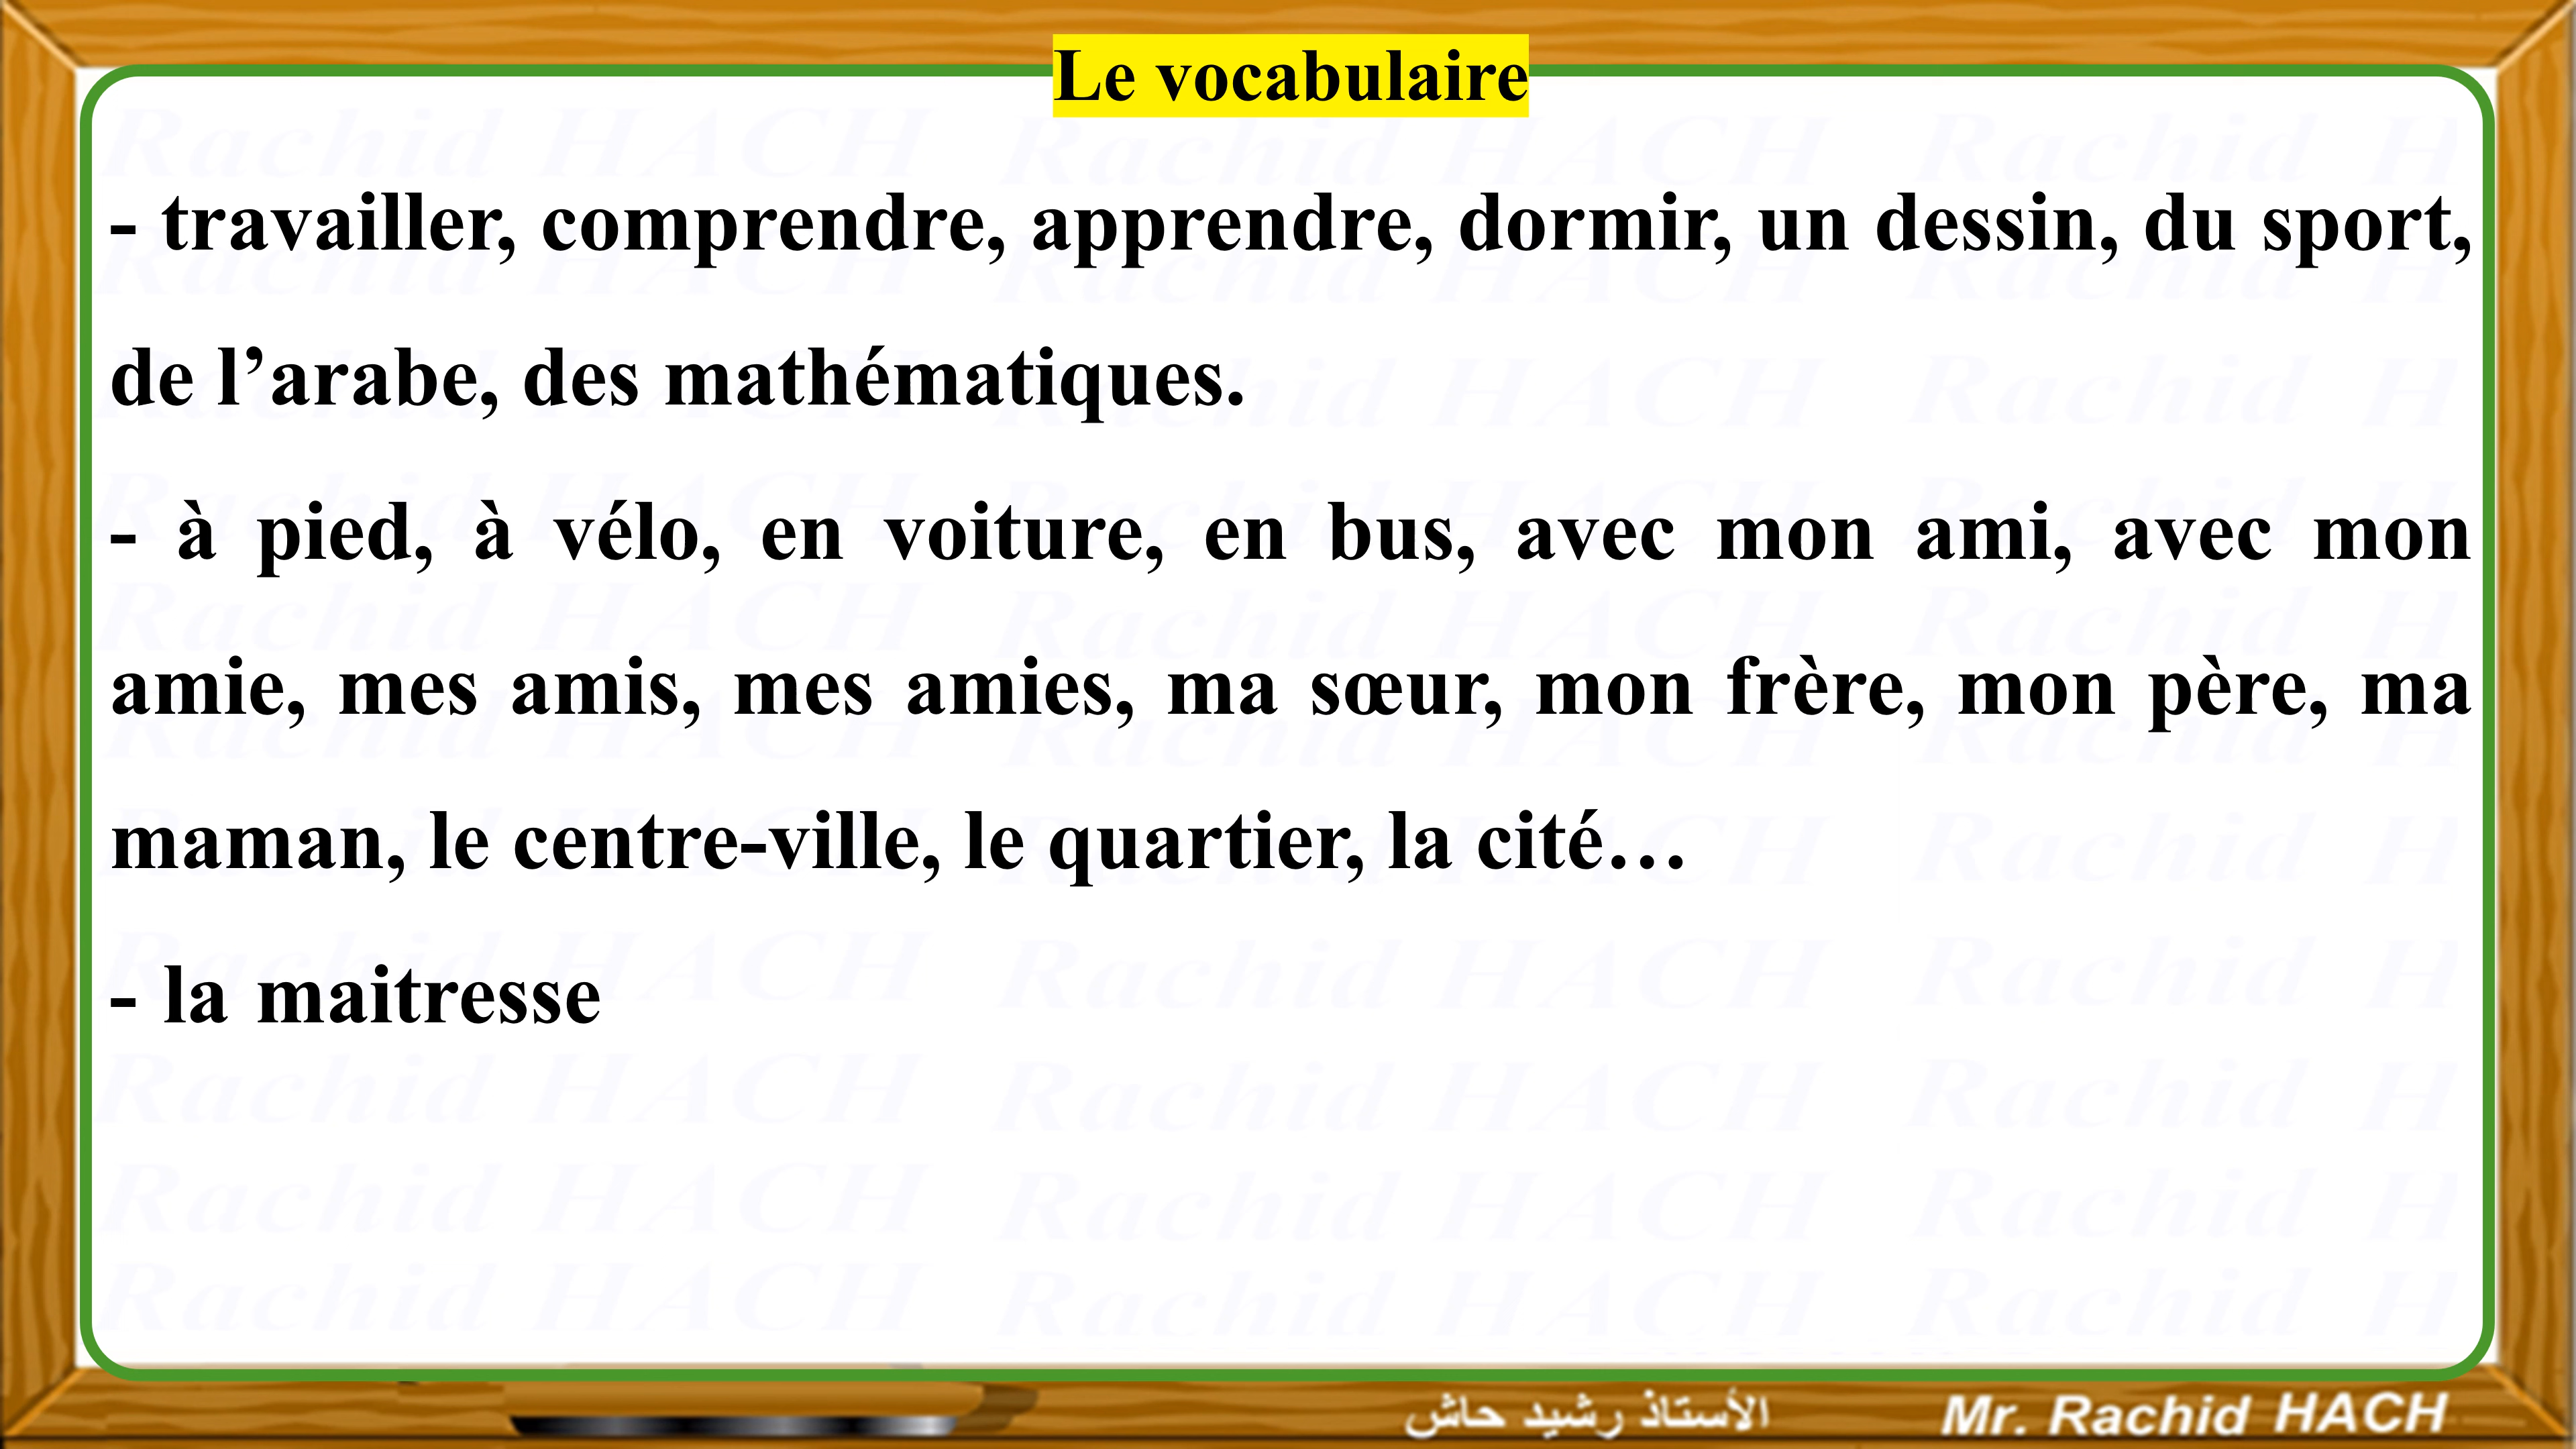 Le vocabulaire
- travailler, comprendre, apprendre, dormir, un dessin, du sport,
de l’arabe, des mathématiques.
- à pied, à vélo, en voiture, en bus, avec mon ami, avec mon
amie, mes amis, mes amies, ma sœur, mon frère, mon père, ma
maman, le centre-ville, le quartier, la cité…
- la maitresse
الأستاذ رشيد حاش
Mr. Rachid HACH